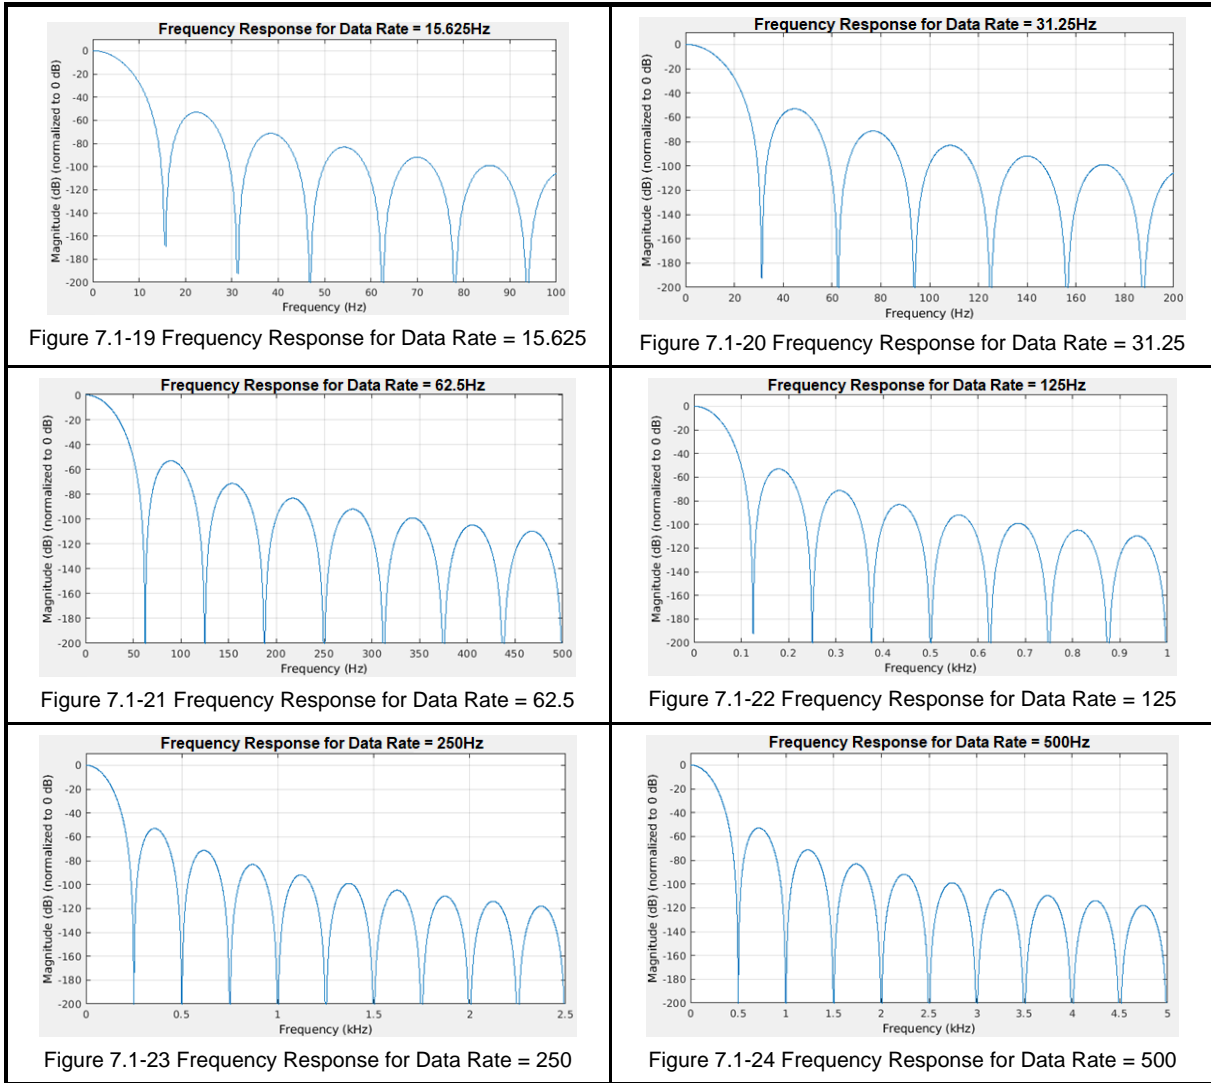 Frequency Response for Data Rate = 15.625Hz
Magnitude (dB) (normalized to 0 dB)
0
-20
-40
-60
-80
-100
-120
-140
-160
-180
-200
0 10 20 30 40 50 60 70 80 90 100
Frequency (Hz)
Figure 7.1-19 Frequency Response for Data Rate = 15.625
Frequency Response for Data Rate = 31.25Hz
Magnitude (dB) (normalized to 0 dB)
0
-20
-40
-60
-80
-100
-120
-140
-160
-180
-200
0 20 40 60 80 100 120 140 160 180 200
Frequency (Hz)
Figure 7.1-20 Frequency Response for Data Rate = 31.25
Frequency Response for Data Rate = 62.5Hz
Magnitude (dB) (normalized to 0 dB)
0
-20
-40
-60
-80
-100
-120
-140
-160
-180
-200
0 50 100 150 200 250 300 350 400 450 500
Frequency (Hz)
Figure 7.1-21 Frequency Response for Data Rate = 62.5
Frequency Response for Data Rate = 125Hz
Magnitude (dB) (normalized to 0 dB)
0
-20
-40
-60
-80
-100
-120
-140
-160
-180
-200
0 0.1 0.2 0.3 0.4 0.5 0.6 0.7 0.8 0.9 1
Frequency (kHz)
Figure 7.1-22 Frequency Response for Data Rate = 125
Frequency Response for Data Rate = 250Hz
Magnitude (dB) (normalized to 0 dB)
0
-20
-40
-60
-80
-100
-120
-140
-160
-180
-200
0 0.5 1 1.5 2 2.5
Frequency (kHz)
Figure 7.1-23 Frequency Response for Data Rate = 250
Frequency Response for Data Rate = 500Hz
Magnitude (dB) (normalized to 0 dB)
0
-20
-40
-60
-80
-100
-120
-140
-160
-180
-200
0 0.5 1 1.5 2 2.5 3 3.5 4 4.5 5
Frequency (kHz)
Figure 7.1-24 Frequency Response for Data Rate = 500